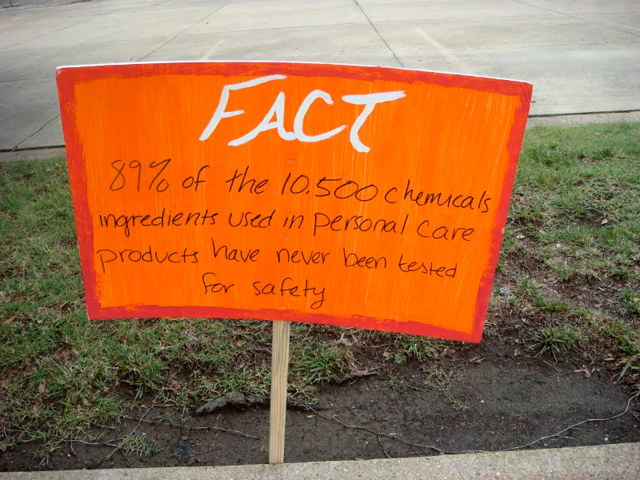 FACT
89% of the 10,500 chemicals
ingredients used in personal care
products have never been tested
for safety